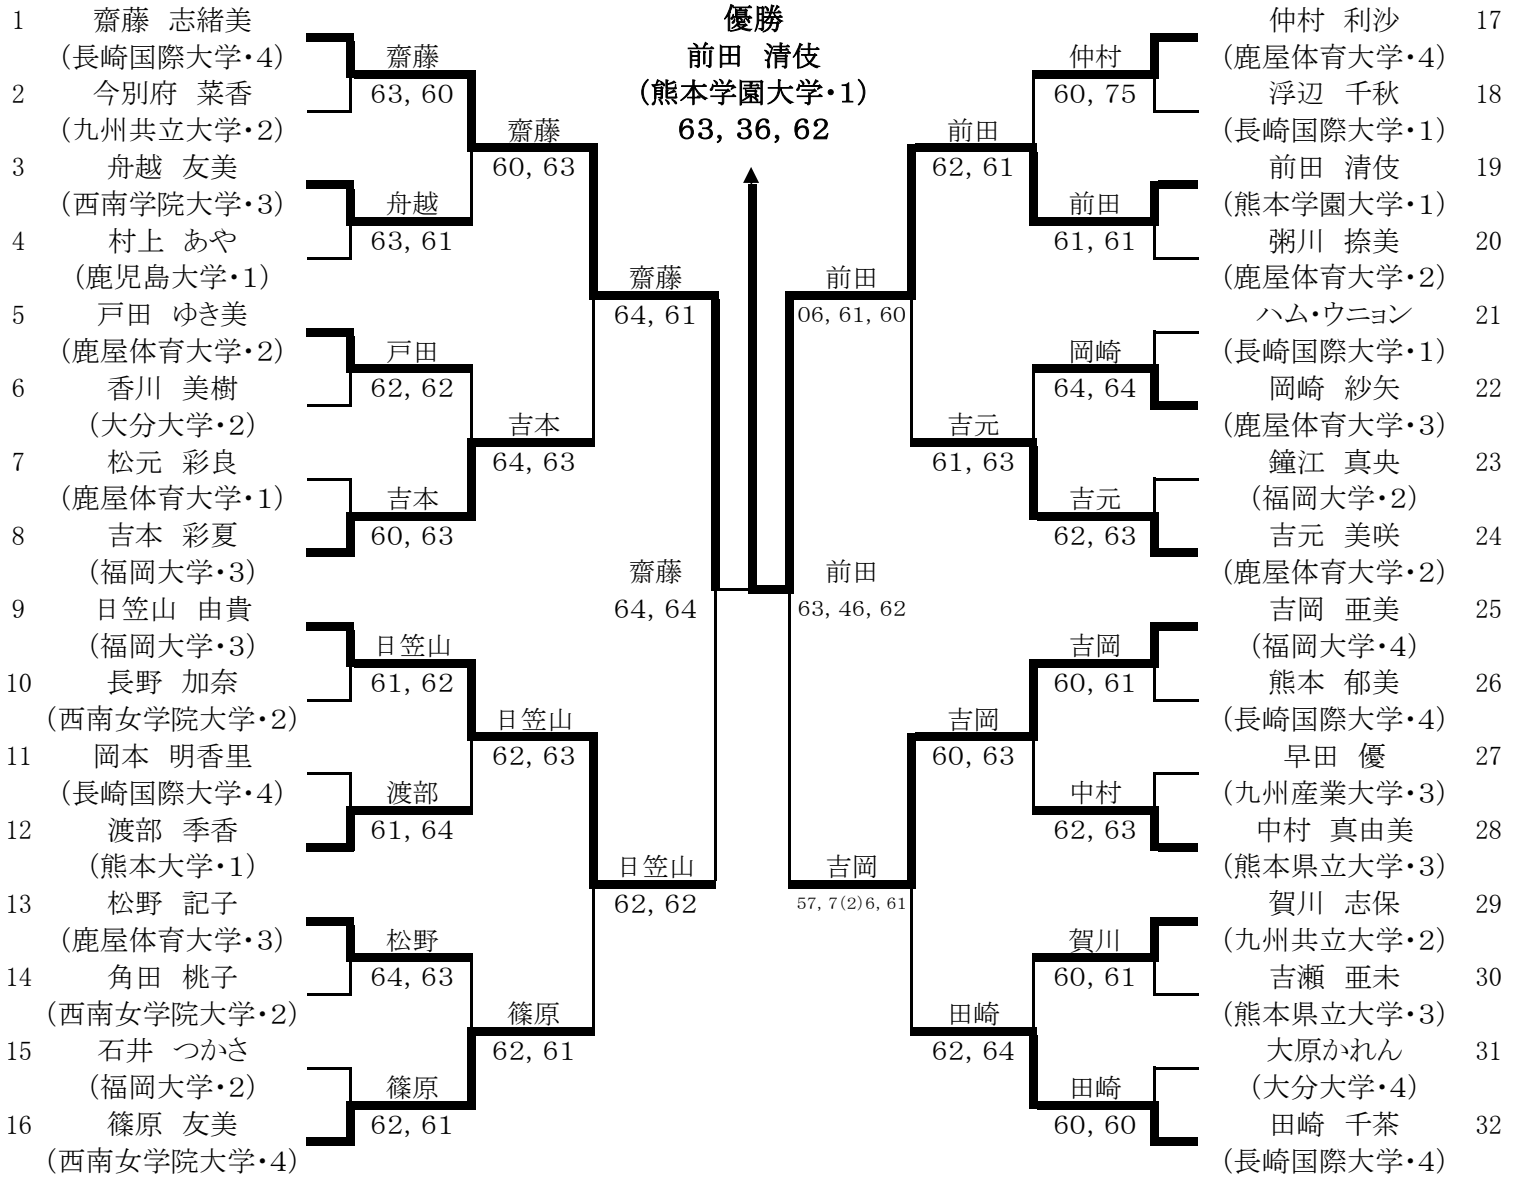 優勝
前田 清伎
(熊本学園大学・1)
63, 36, 62
1 齋藤 志緒美
(長崎国際大学・4)
2 今別府 菜香
(九州共立大学・2)
3 舟越 友美
(西南学院大学・3)
4 村上 あや
(鹿児島大学・1)
5 戸田 ゆき美
(鹿屋体育大学・2)
6 香川 美樹
(大分大学・2)
7 松元 彩良
(鹿屋体育大学・1)
8 吉本 彩夏
(福岡大学・3)
9 日笠山 由貴
(福岡大学・3)
10 長野 加奈
(西南女学院大学・2)
11 岡本 明香里
(長崎国際大学・4)
12 渡部 季香
(熊本大学・1)
13 松野 記子
(鹿屋体育大学・3)
14 角田 桃子
(西南女学院大学・2)
15 石井 つかさ
(福岡大学・2)
16 篠原 友美
(西南女学院大学・4)
齋藤
63, 60
舟越
63, 61
戸田
62, 62
吉本
60, 63
日笠山
61, 62
渡部
61, 64
松野
64, 63
篠原
62, 61
齋藤
60, 63
吉本
64, 63
日笠山
62, 63
篠原
62, 61
齋藤
64, 61
日笠山
62, 62
齋藤
64, 64
前田
63, 46, 62
前田
06, 61, 60
吉岡
57, 7(2)6, 61
前田
62, 61
吉元
61, 63
吉岡
60, 63
田崎
62, 64
仲村
60, 75
前田
61, 61
岡崎
64, 64
吉元
62, 63
吉岡
60, 61
中村
62, 63
賀川
60, 61
田崎
60, 60
仲村 利沙 17
(鹿屋体育大学・4)
浮辺 千秋 18
(長崎国際大学・1)
前田 清伎 19
(熊本学園大学・1)
粥川 捺美 20
(鹿屋体育大学・2)
ハム・ウニョン 21
(長崎国際大学・1)
岡崎 紗矢 22
(鹿屋体育大学・3)
鐘江 真央 23
(福岡大学・2)
吉元 美咲 24
(鹿屋体育大学・2)
吉岡 亜美 25
(福岡大学・4)
熊本 郁美 26
(長崎国際大学・4)
早田 優 27
(九州産業大学・3)
中村 真由美 28
(熊本県立大学・3)
賀川 志保 29
(九州共立大学・2)
吉瀬 亜未 30
(熊本県立大学・3)
大原かれん 31
(大分大学・4)
田崎 千茶 32
(長崎国際大学・4)